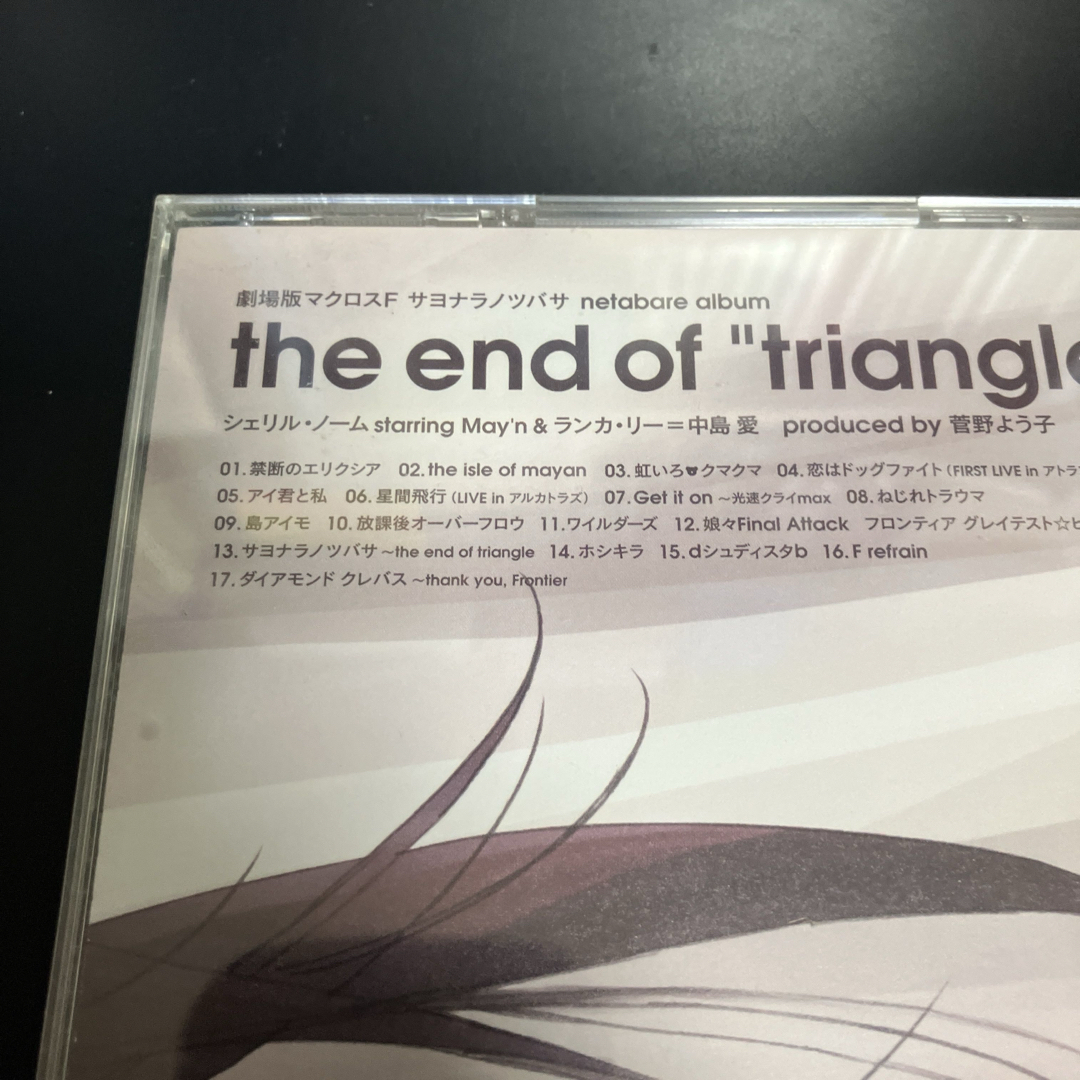 劇場版マクロスF サヨナラノツバサ netabare album
the end of "triangle
シェリル・ノーム starring May'n & ランカ・リー=中島 愛 produced by 菅野よう子
01.禁断のエリクシア 02.the isle of mayan 03.虹いろ♥クマクマ 04.恋はドッグファイト(FIRST LIVE in アトラ
05.アイ君と私 06.星間飛行(LIVE in アルカトラズ) 07.Get it on ~光速クライmax 08.ねじれトラウマ
09.島アイモ 10.放課後オーバーフロウ 11.ワイルダーズ 12.娘々Final Attack フロンティア グレイテスト☆ヒ
13.サヨナラノツバサ ~the end of triangle 14.ホシキラ 15.dシュディスタb 16.F refrain
17.ダイアモンド クレバス ~thank you, Frontier